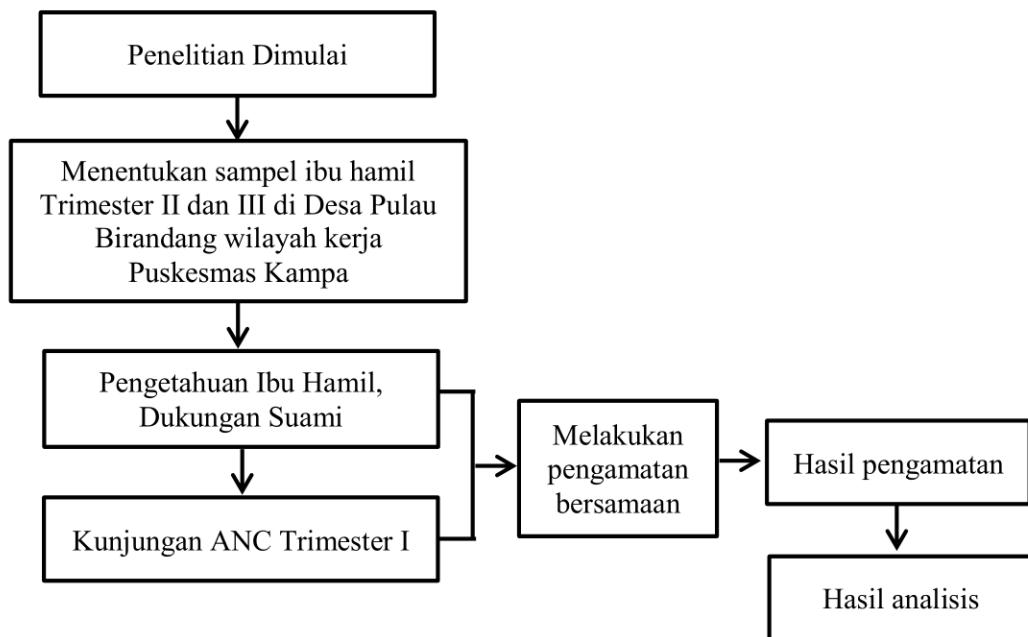 Penelitian Dimulai
Menentukan sampel ibu hamil
Trimester II dan III di Desa Pulau
Birandang wilayah kerja
Puskesmas Kampa
Pengetahuan Ibu Hamil,
Dukungan Suami
Kunjungan ANC Trimester I
Melakukan
pengamatan
bersamaan
Hasil pengamatan
Hasil analisis